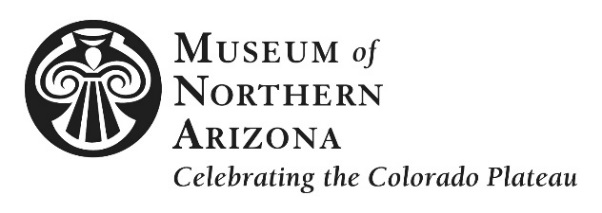 Museum of
Northern
Arizona
Celebrating the Colorado Plateau